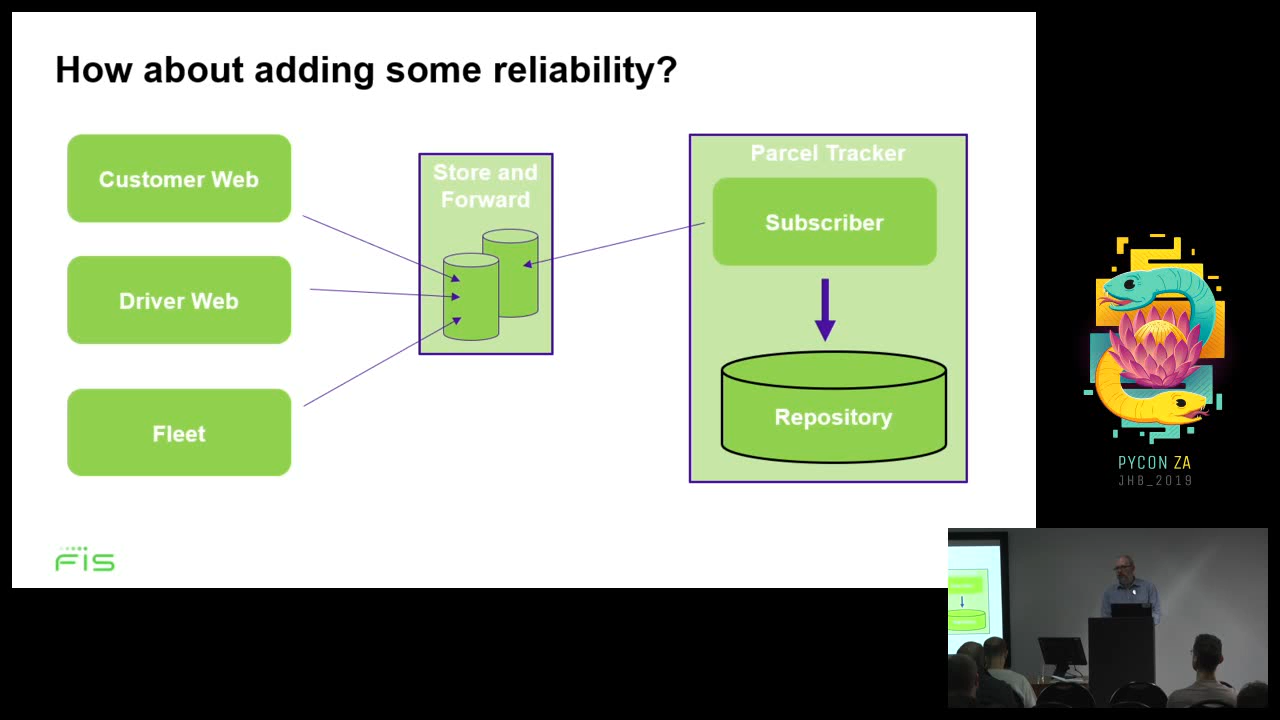 How about adding some reliability?
Customer Web
Driver Web
Fleet
Store and
Forward
Parcel Tracker
Subscriber
Repository
FIS
PYCON ZA
JHB_2019